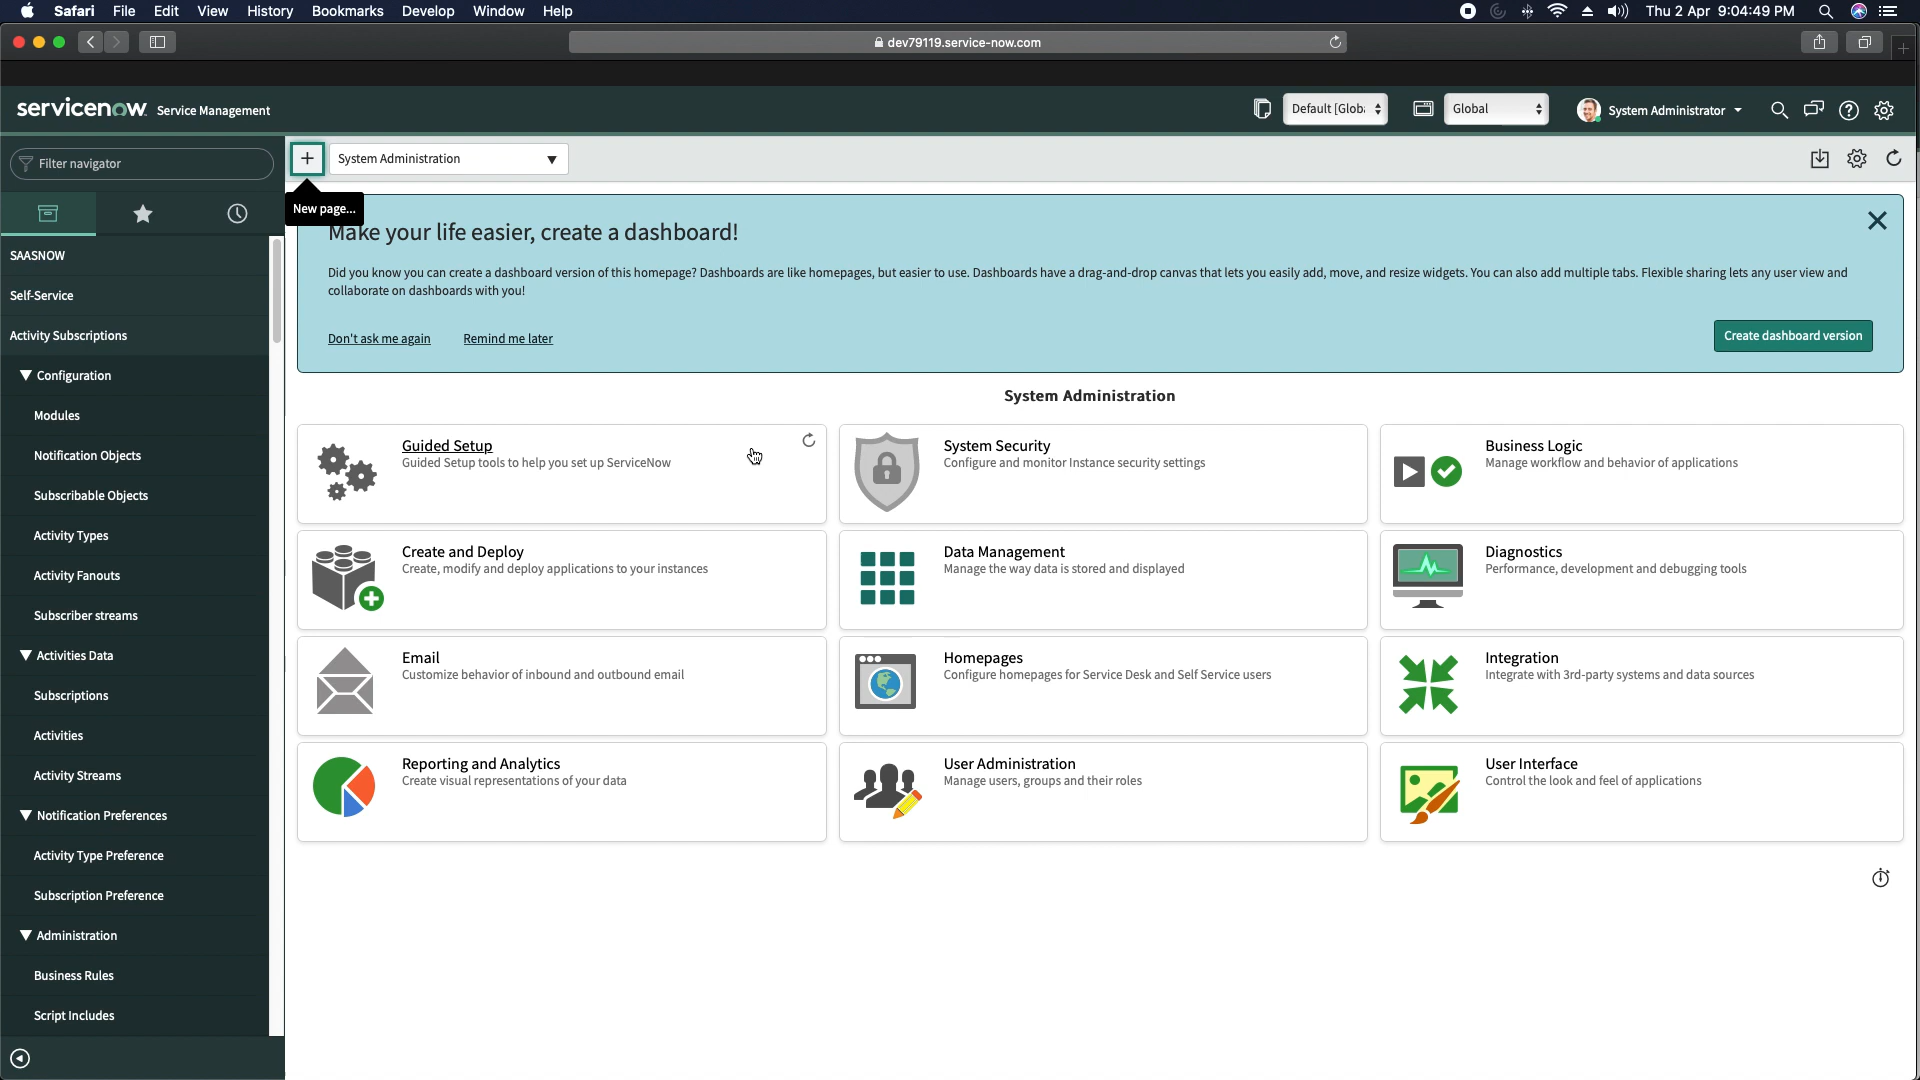 Safari File Edit View History Bookmarks Develop Window Help Thu 2 Apr 9:04:49 PM
dev79119.service-now.com
servicenow Service Management Default [Globa Global System Administrator
Filter navigator
System Administration
New page...
SAASNOW
Self-Service
Activity Subscriptions
Configuration
Modules
Notification Objects
Subscribable Objects
Activity Types
Activity Fanouts
Subscriber streams
Activities Data
Subscriptions
Activities
Activity Streams
Notification Preferences
Activity Type Preference
Subscription Preference
Administration
Business Rules
Script Includes
Make your life easier, create a dashboard!
Did you know you can create a dashboard version of this homepage? Dashboards are like homepages, but easier to use. Dashboards have a drag-and-drop canvas that lets you easily add, move, and resize widgets. You can also add multiple tabs. Flexible sharing lets any user view and
collaborate on dashboards with you!
Don't ask me again Remind me later Create dashboard version
System Administration
Guided Setup
Guided Setup tools to help you set up ServiceNow
System Security
Configure and monitor Instance security settings
Business Logic
Manage workflow and behavior of applications
Create and Deploy
Create, modify and deploy applications to your instances
Data Management
Manage the way data is stored and displayed
Diagnostics
Performance, development and debugging tools
Email
Customize behavior of inbound and outbound email
Homepages
Configure homepages for Service Desk and Self Service users
Integration
Integrate with 3rd-party systems and data sources
Reporting and Analytics
Create visual representations of your data
User Administration
Manage users, groups and their roles
User Interface
Control the look and feel of applications